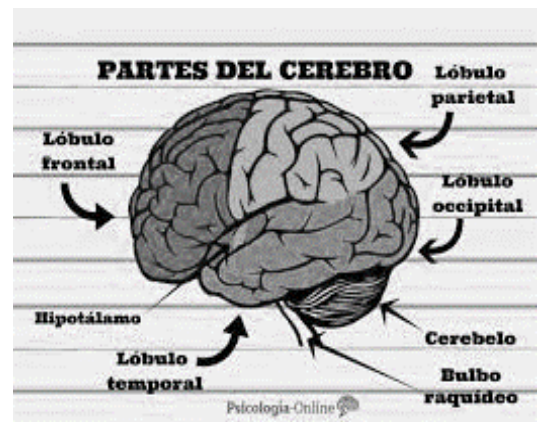 PARTES DEL CEREBRO
Lóbulo
parietal
Lóbulo
frontal
Lóbulo
occipital
Hipotálamo
Cerebelo
Lóbulo
temporal
Bulbo
raquídeo
Psicología-Online